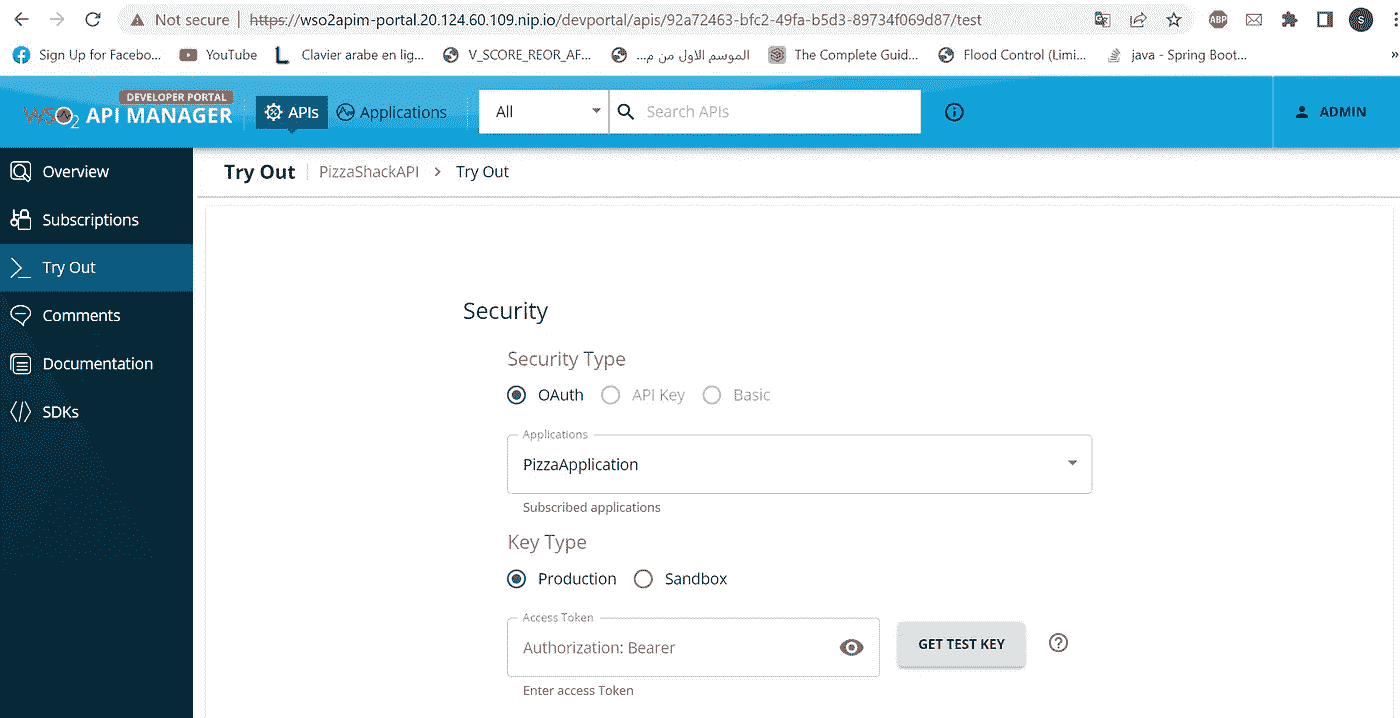 Not secure | https://wso2apim-portal.20.124.60.109.nip.io/devportal/apis/92a72463-bfc2-49fa-b5d3-89734f069d87/test
ABP
S
Sign Up for Facebo... YouTube Clavier arabe en lig... V_SCORE_REOR_AF... الموسم الاول من م... The Complete Guid... Flood Control (Limi... java - Spring Boot... »
DEVELOPER PORTAL
WSO2 API MANAGER
APIs Applications All Search APIs ADMIN
Overview
Subscriptions
Try Out
Comments
Documentation
SDKs
Try Out | PizzaShackAPI > Try Out
Security
Security Type
OAuth API Key Basic
Applications
PizzaApplication
Subscribed applications
Key Type
Production Sandbox
Access Token
Authorization: Bearer
GET TEST KEY
Enter access Token